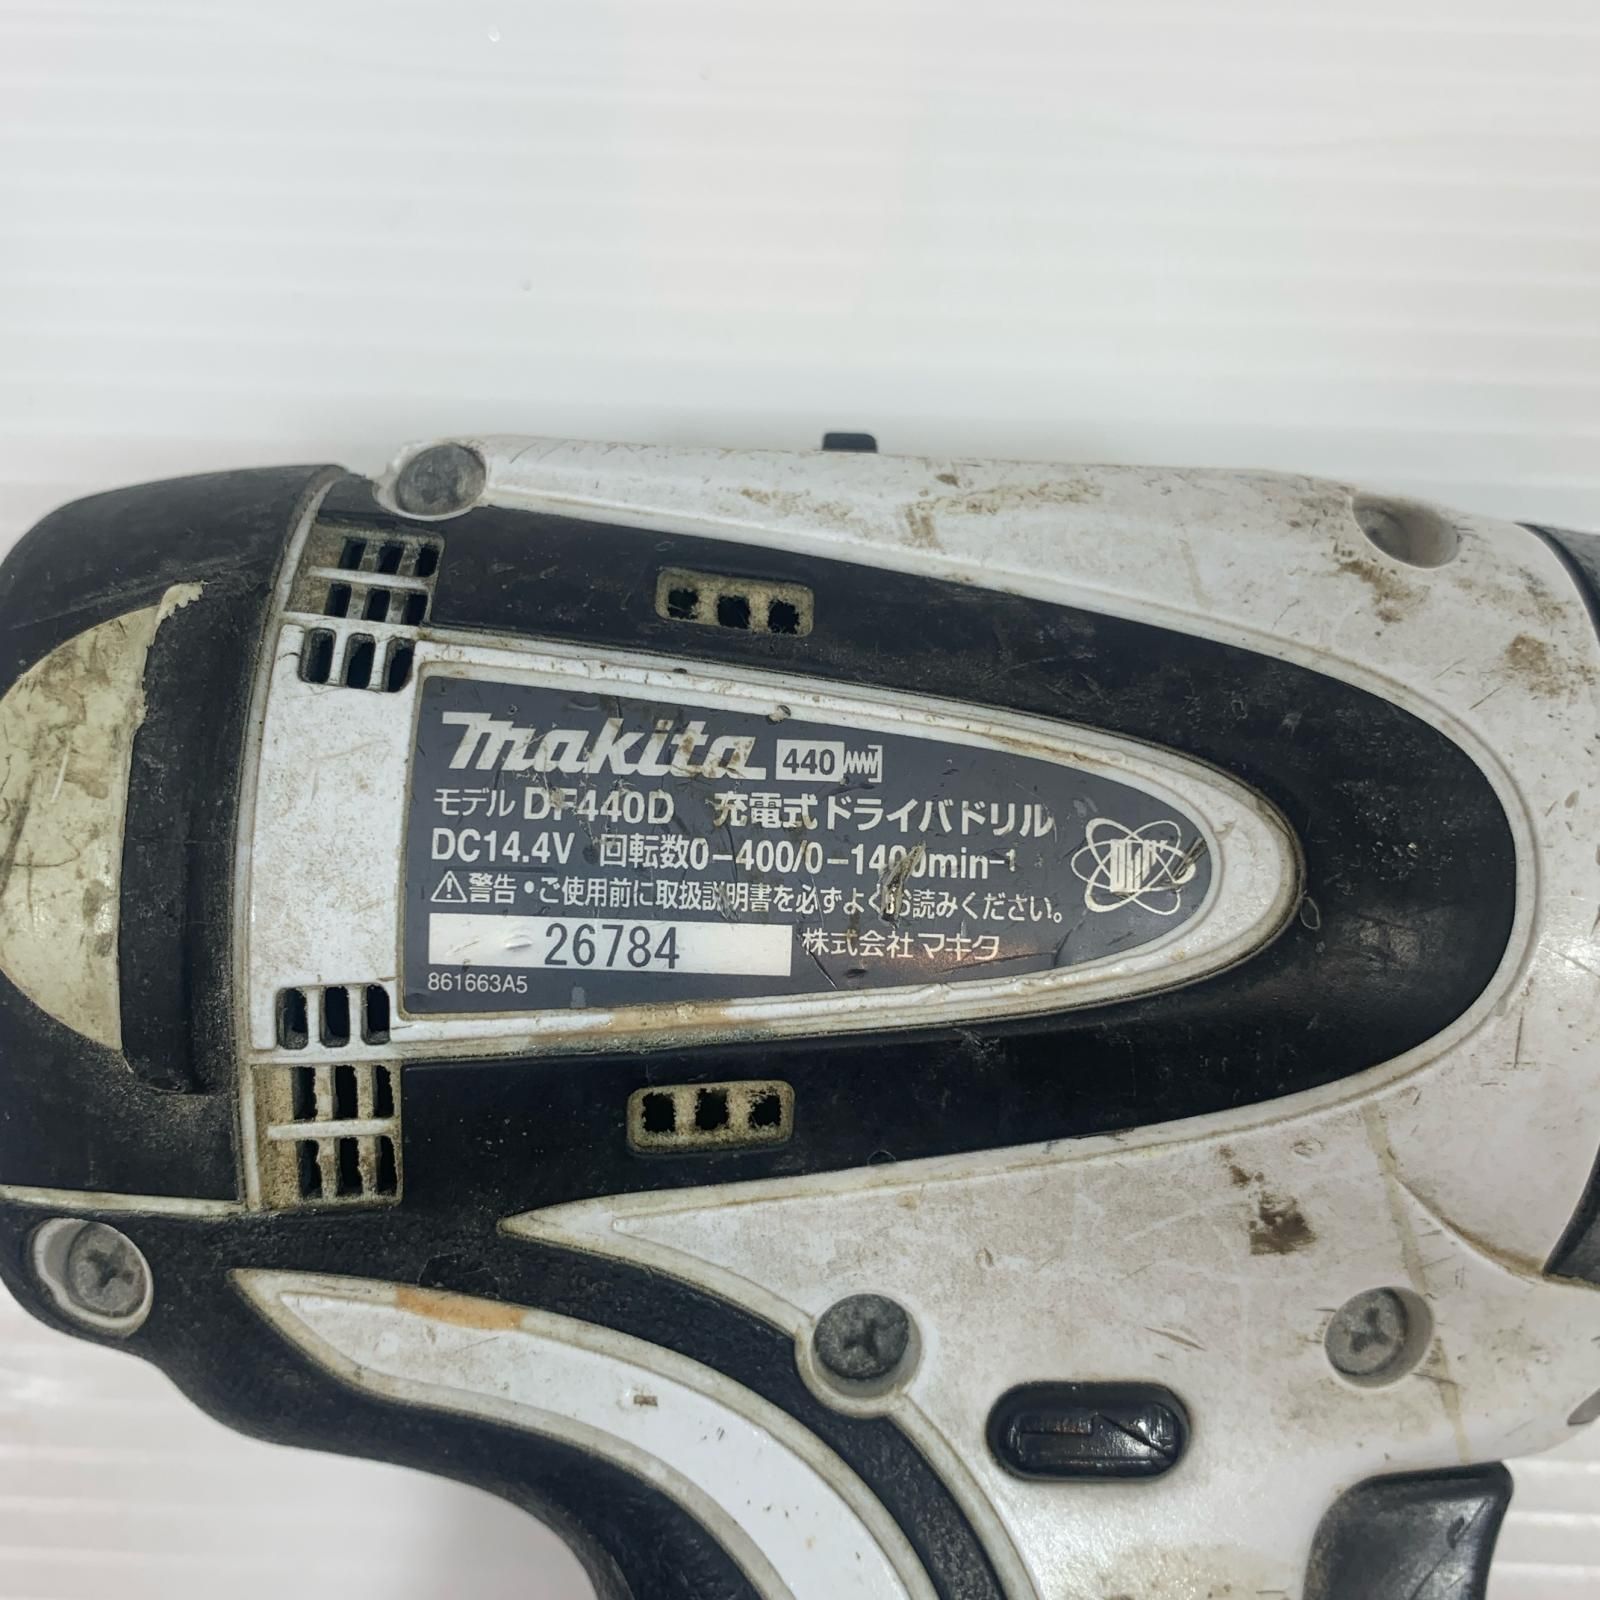 makita 440
モデル DF440D 充電式ドライバドリル
DC14.4V 回転数0-400/0-1400min⁻¹
⚠警告・ご使用前に取扱説明書を必ずよくお読みください。
26784 株式会社 マキタ
861663A5